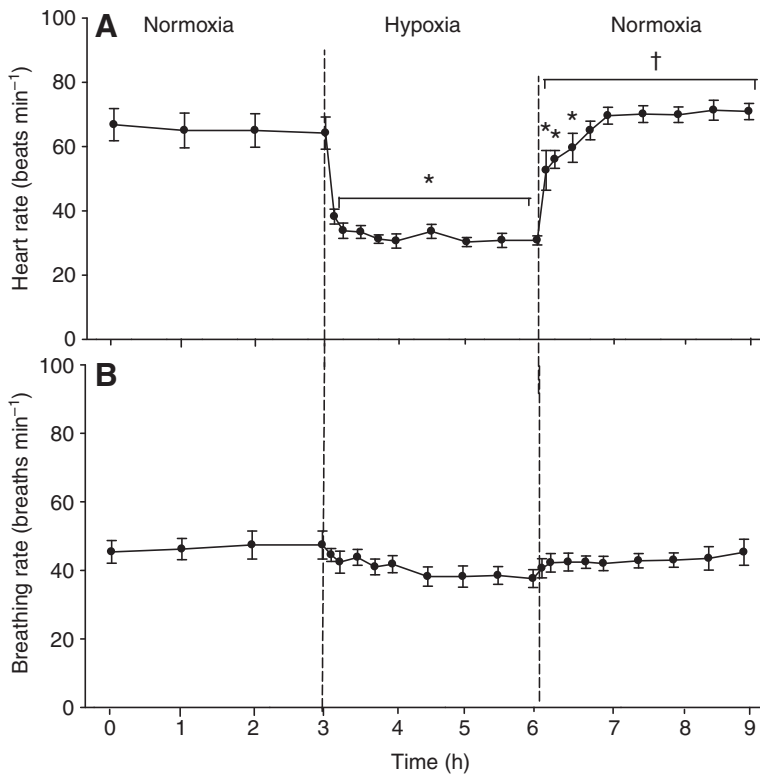 A
Normoxia Hypoxia Normoxia
Heart rate (beats min⁻¹)
100
80
60
40
20
0
*
* * *
†
B
Breathing rate (breaths min⁻¹)
100
80
60
40
20
0
0 1 2 3 4 5 6 7 8 9
Time (h)